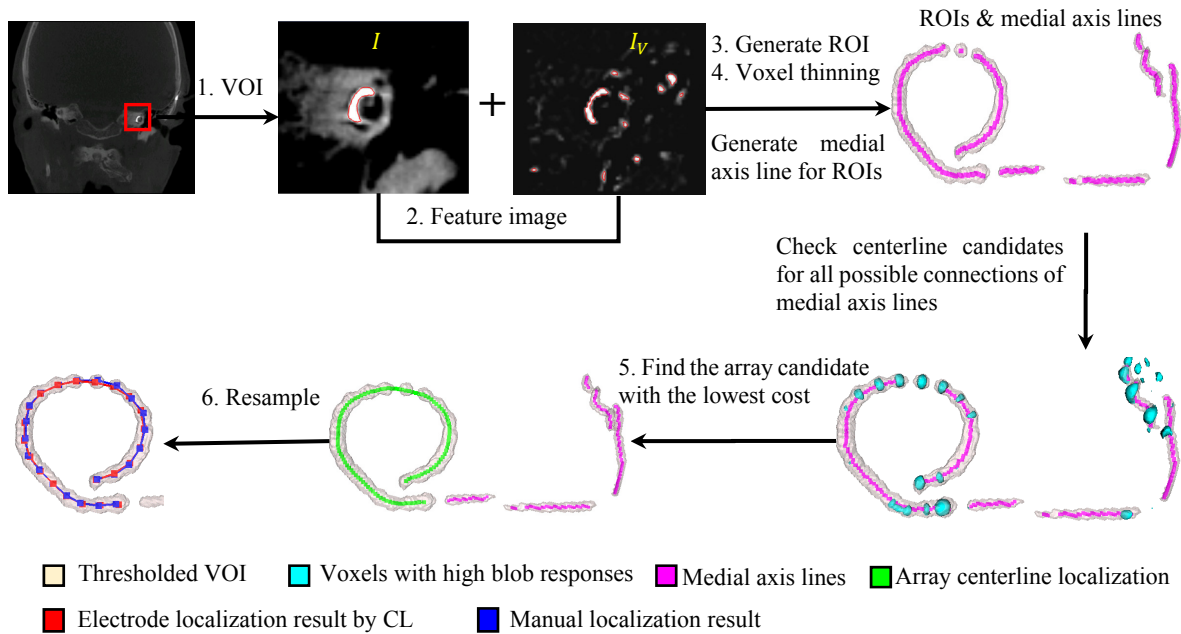 ROIs & medial axis lines
1. VOI
I
+
I_V
3. Generate ROI
4. Voxel thinning
Generate medial
axis line for ROIs
2. Feature image
Check centerline candidates
for all possible connections of
medial axis lines
6. Resample
5. Find the array candidate
with the lowest cost
Thresholded VOI
Voxels with high blob responses
Medial axis lines
Array centerline localization
Electrode localization result by CL
Manual localization result